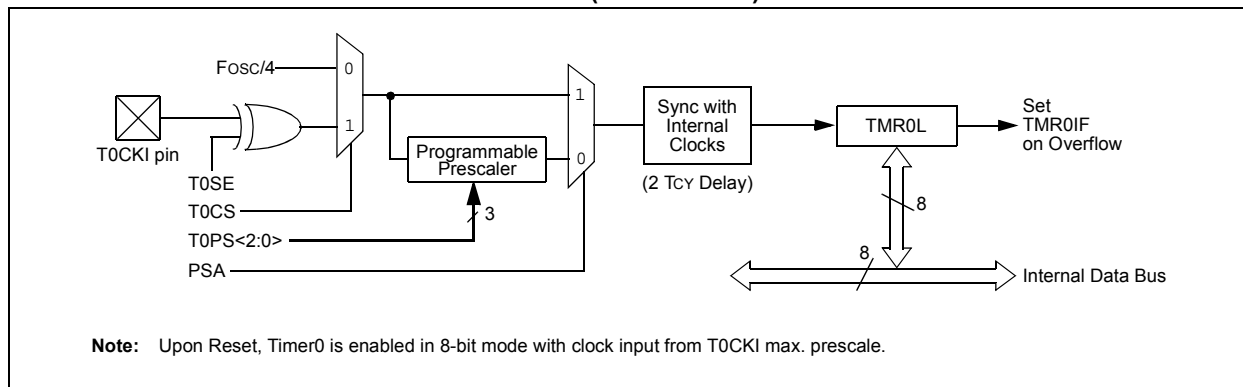 Fosc/4
0
1
T0CKI pin
T0SE
T0CS
T0PS<2:0>
PSA
Programmable
Prescaler
3
1
0
Sync with
Internal
Clocks
(2 TCY Delay)
TMR0L
Set
TMR0IF
on Overflow
8
8
Internal Data Bus
Note: Upon Reset, Timer0 is enabled in 8-bit mode with clock input from T0CKI max. prescale.